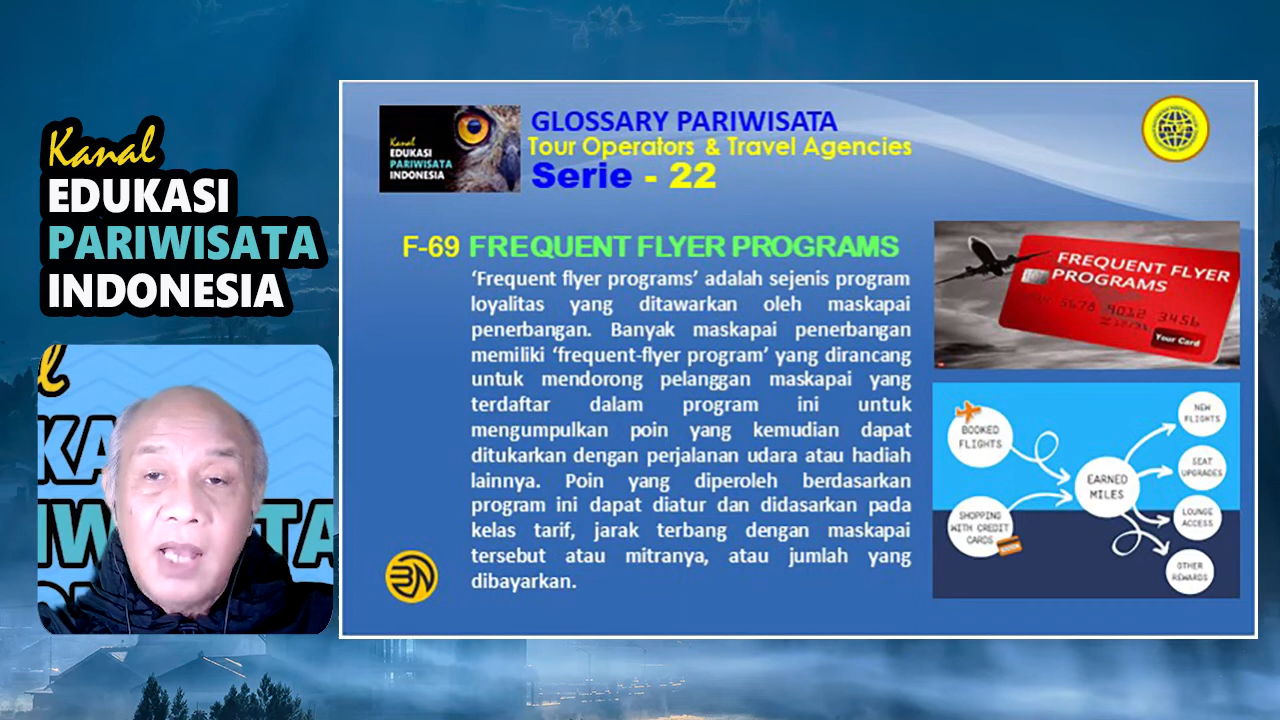 Kanal
EDUKASI
PARIWISATA
INDONESIA
Kanal
EDUKASI
PARIWISATA
INDONESIA
GLOSSARY PARIWISATA
Tour Operators & Travel Agencies
Serie - 22
F-69 FREQUENT FLYER PROGRAMS
‘Frequent flyer programs’ adalah sejenis program
loyalitas yang ditawarkan oleh maskapai
penerbangan. Banyak maskapai penerbangan
memiliki ‘frequent-flyer program’ yang dirancang
untuk mendorong pelanggan maskapai yang
terdaftar dalam program ini untuk
mengumpulkan poin yang kemudian dapat
ditukarkan dengan perjalanan udara atau hadiah
lainnya. Poin yang diperoleh berdasarkan
program ini dapat diatur dan didasarkan pada
kelas tarif, jarak terbang dengan maskapai
tersebut atau mitranya, atau jumlah yang
dibayarkan.
FREQUENT FLYER
PROGRAMS
5678 9012 3456
Your Card
BOOKED
FLIGHTS
SHOPPING
WITH CREDIT
CARDS
EARNED
MILES
NEW
FLIGHTS
SEAT
UPGRADES
LOUNGE
ACCESS
OTHER
REWARDS